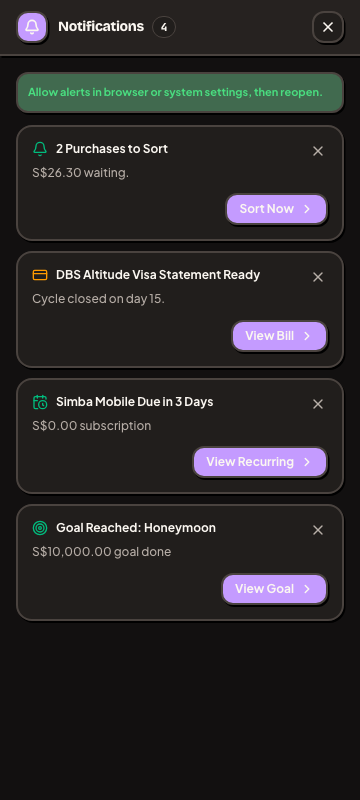 Notifications 4
Allow alerts in browser or system settings, then reopen.
2 Purchases to Sort
S$26.30 waiting.
Sort Now
DBS Altitude Visa Statement Ready
Cycle closed on day 15.
View Bill
Simba Mobile Due in 3 Days
S$0.00 subscription
View Recurring
Goal Reached: Honeymoon
S$10,000.00 goal done
View Goal